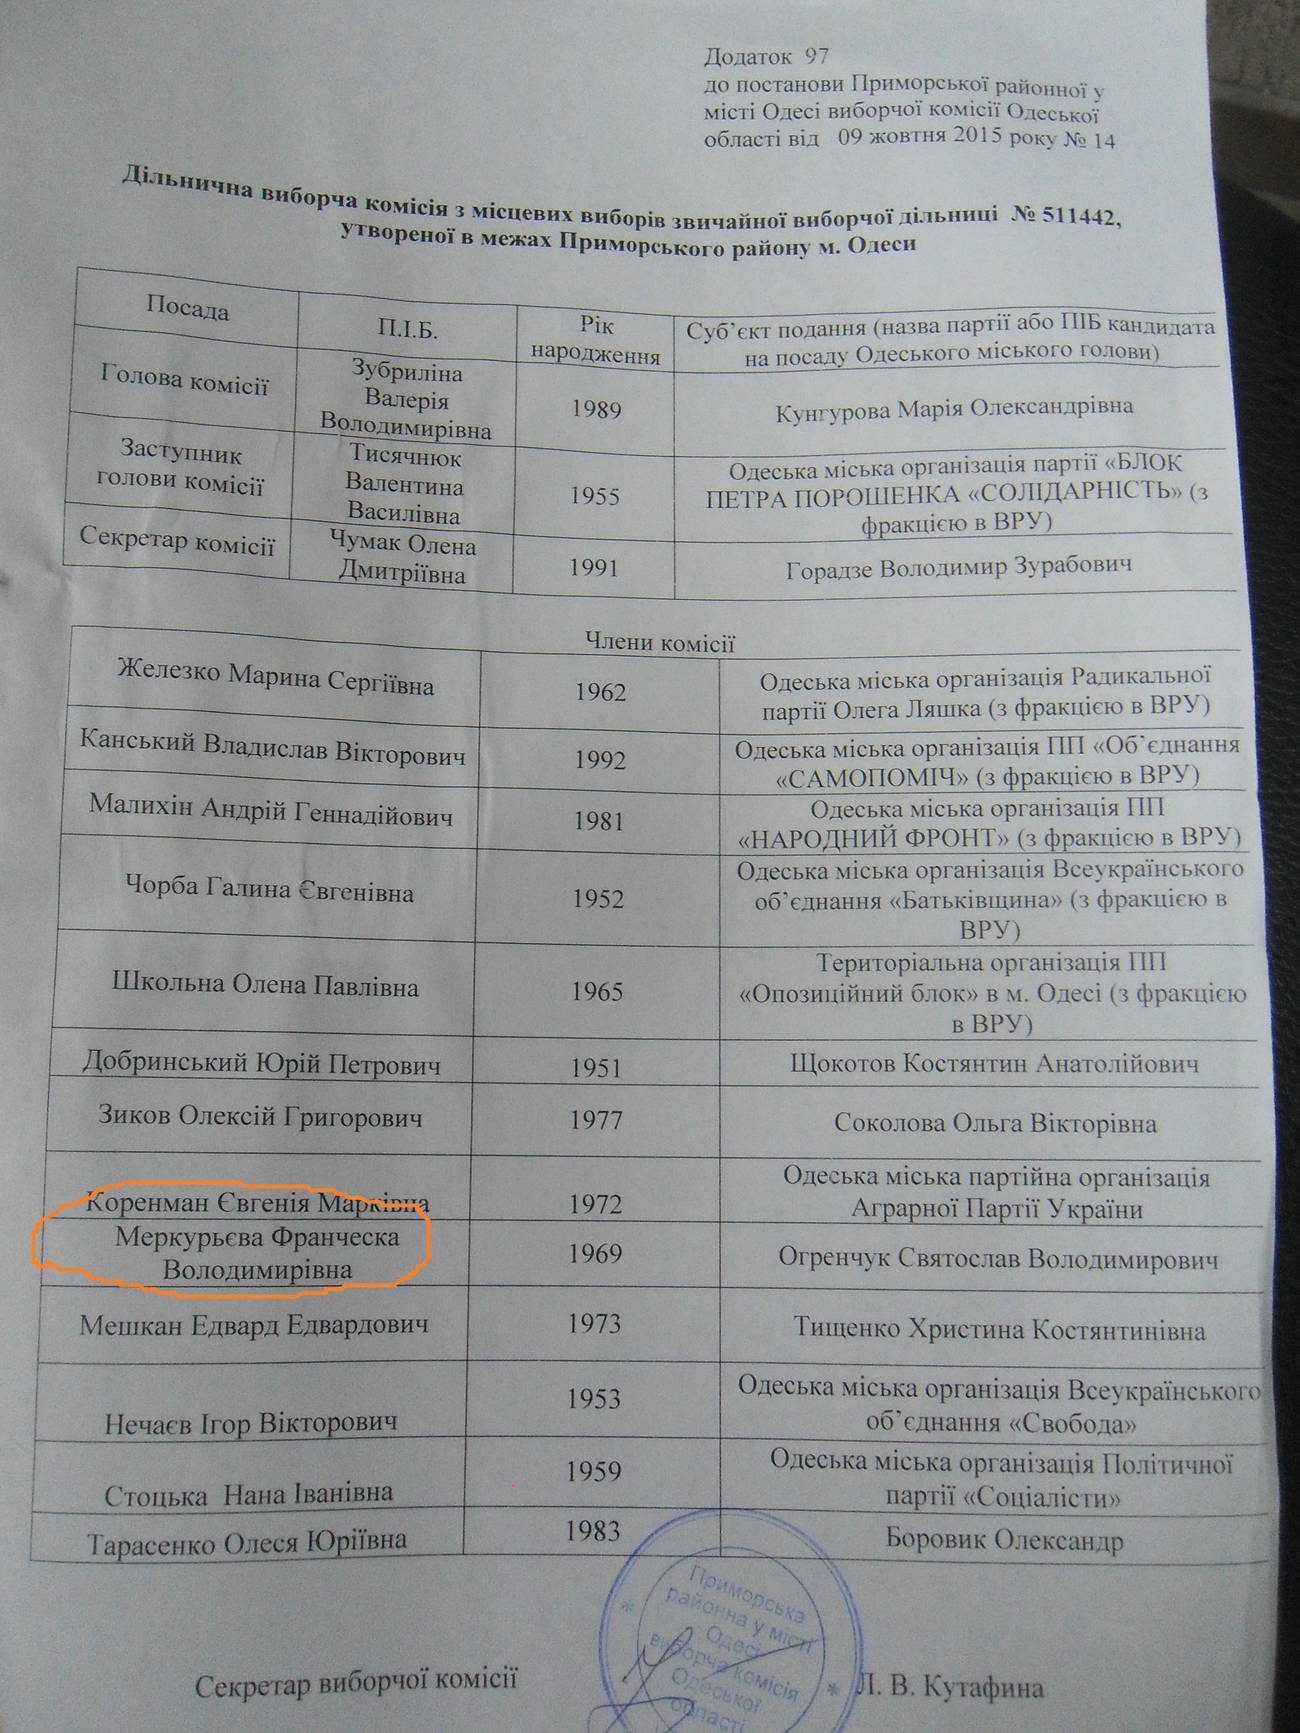 Додаток 97
до постанови Приморської районної у
місті Одесі виборчої комісії Одеської
області від 09 жовтня 2015 року № 14
Дільнична виборча комісія з місцевих виборів звичайної виборчої дільниці № 511442,
утвореної в межах Приморського району м. Одеси
Посада
П.І.Б.
Рік
народження
Суб’єкт подання (назва партії або ПІБ кандидата
на посаду Одеського міського голови)
Голова комісії
Зубриліна
Валерія
Володимирівна
1989
Кунгурова Марія Олександрівна
Заступник
голови комісії
Тисячнюк
Валентина
Василівна
1955
Одеська міська організація партії «БЛОК
ПЕТРА ПОРОШЕНКА «СОЛІДАРНІСТЬ» (з
фракцією в ВРУ)
Секретар комісії
Чумак Олена
Дмитріївна
1991
Горадзе Володимир Зурабович
Члени комісії
Железко Марина Сергіївна
1962
Одеська міська організація Радикальної
партії Олега Ляшка (з фракцією в ВРУ)
Канський Владислав Вікторович
1992
Одеська міська організація ПП «Об’єднання
«САМОПОМІЧ» (з фракцією в ВРУ)
Малихін Андрій Геннадійович
1981
Одеська міська організація ПП
«НАРОДНИЙ ФРОНТ» (з фракцією в ВРУ)
Чорба Галина Євгенівна
1952
Одеська міська організація Всеукраїнського
об’єднання «Батьківщина» (з фракцією в
ВРУ)
Школьна Олена Павлівна
1965
Територіальна організація ПП
«Опозиційний блок» в м. Одесі (з фракцією
в ВРУ)
Добринський Юрій Петрович
1951
Щокотов Костянтин Анатолійович
Зиков Олексій Григорович
1977
Соколова Ольга Вікторівна
Коренман Євгенія Марківна
1972
Одеська міська партійна організація
Аграрної Партії України
Меркурьєва Франческа
Володимирівна
1969
Огренчук Святослав Володимирович
Мешкан Едвард Едвардович
1973
Тищенко Христина Костянтинівна
Нечаєв Ігор Вікторович
1953
Одеська міська організація Всеукраїнського
об’єднання «Свобода»
Стоцька Нана Іванівна
1959
Одеська міська організація Політичної
партії «Соціалісти»
Тарасенко Олеся Юріївна
1983
Боровик Олександр
Приморська
районна у місті
Одесі
виборча комісія
Одеської
області
Секретар виборчої комісії
Л. В. Кутафина